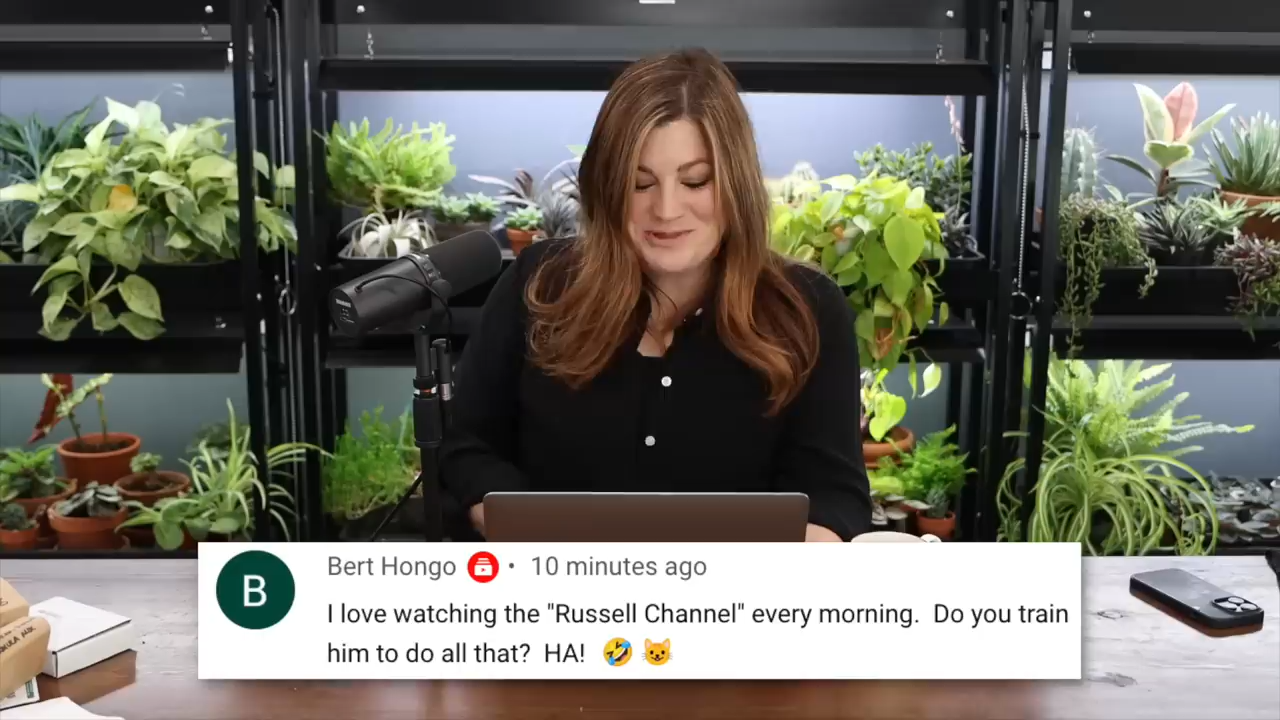 B
Bert Hongo • 10 minutes ago
I love watching the "Russell Channel" every morning. Do you train
him to do all that? HA! 🤣 😺